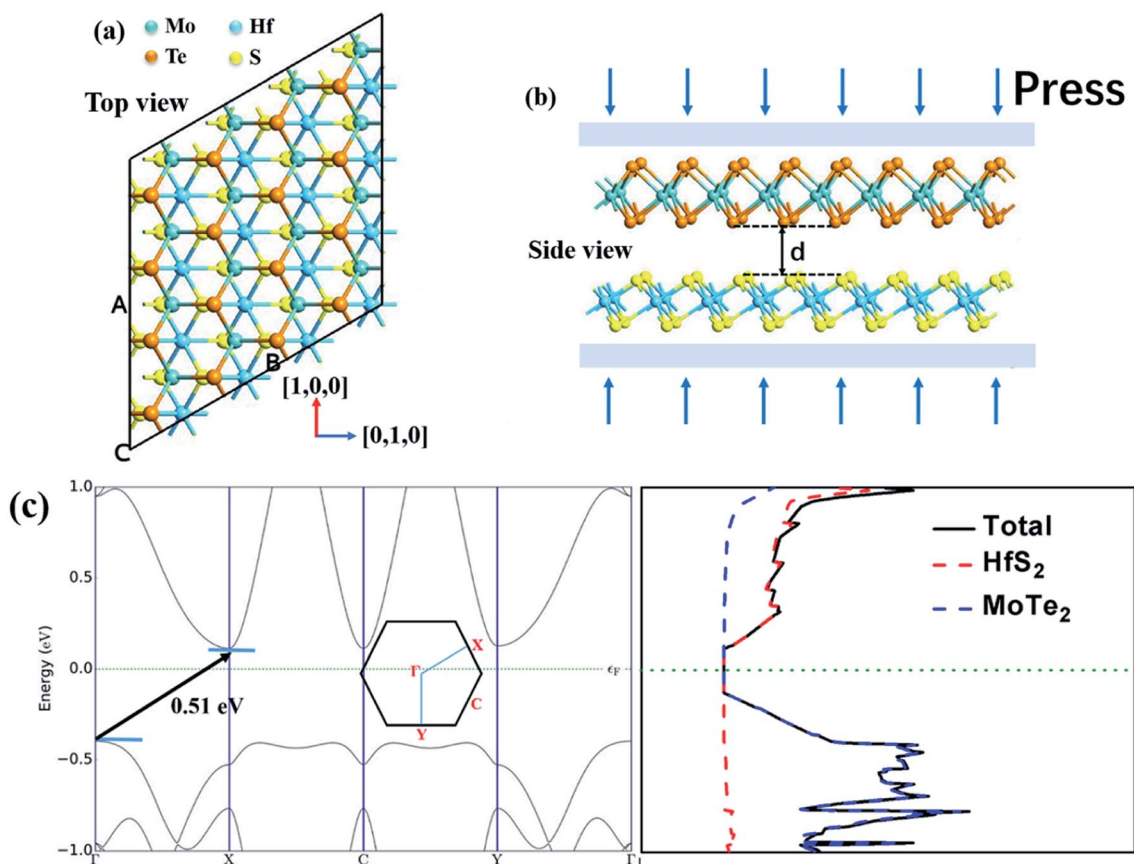 (a)
Mo
Hf
Te
S
Top view
A
B
C
[1,0,0]
[0,1,0]
(b)
Press
Side view
d
(c)
Energy (eV)
1.0
0.5
0.0
−0.5
−1.0
0.51 eV
Γ
X
C
Y
ϵF
Γ
X
C
Y
Γ
Total
HfS2
MoTe2